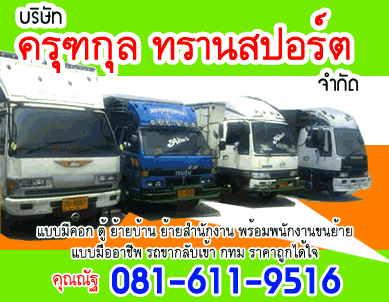 บริษัท
ครุฑกุล ทรานสปอร์ต
จำกัด
ISUZU
แบบมีคอก ตู้ ย้ายบ้าน ย้ายสำนักงาน พร้อมพนักงานขนย้าย
แบบมืออาชีพ รถขากลับเข้า กทม ราคาถูกได้ใจ
คุณณัฐ 081-611-9516